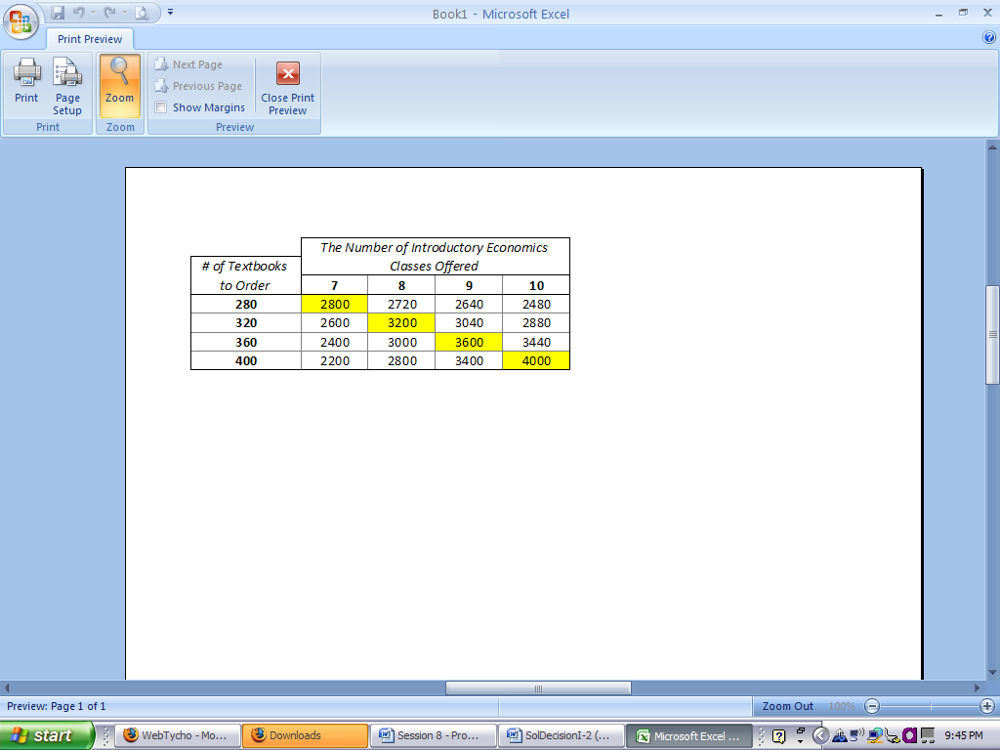 Book1 - Microsoft Excel
Print Preview
Print
Page Setup
Zoom
Next Page
Previous Page
Show Margins
Close Print Preview
Print
Zoom
Preview
The Number of Introductory Economics
Classes Offered
# of Textbooks
to Order 7 8 9 10
280 2800 2720 2640 2480
320 2600 3200 3040 2880
360 2400 3000 3600 3440
400 2200 2800 3400 4000
Preview: Page 1 of 1
Zoom Out 100%
start
WebTycho - Mo...
Downloads
Session 8 - Pro...
SolDecision1-2 (...
Microsoft Excel ...
9:45 PM